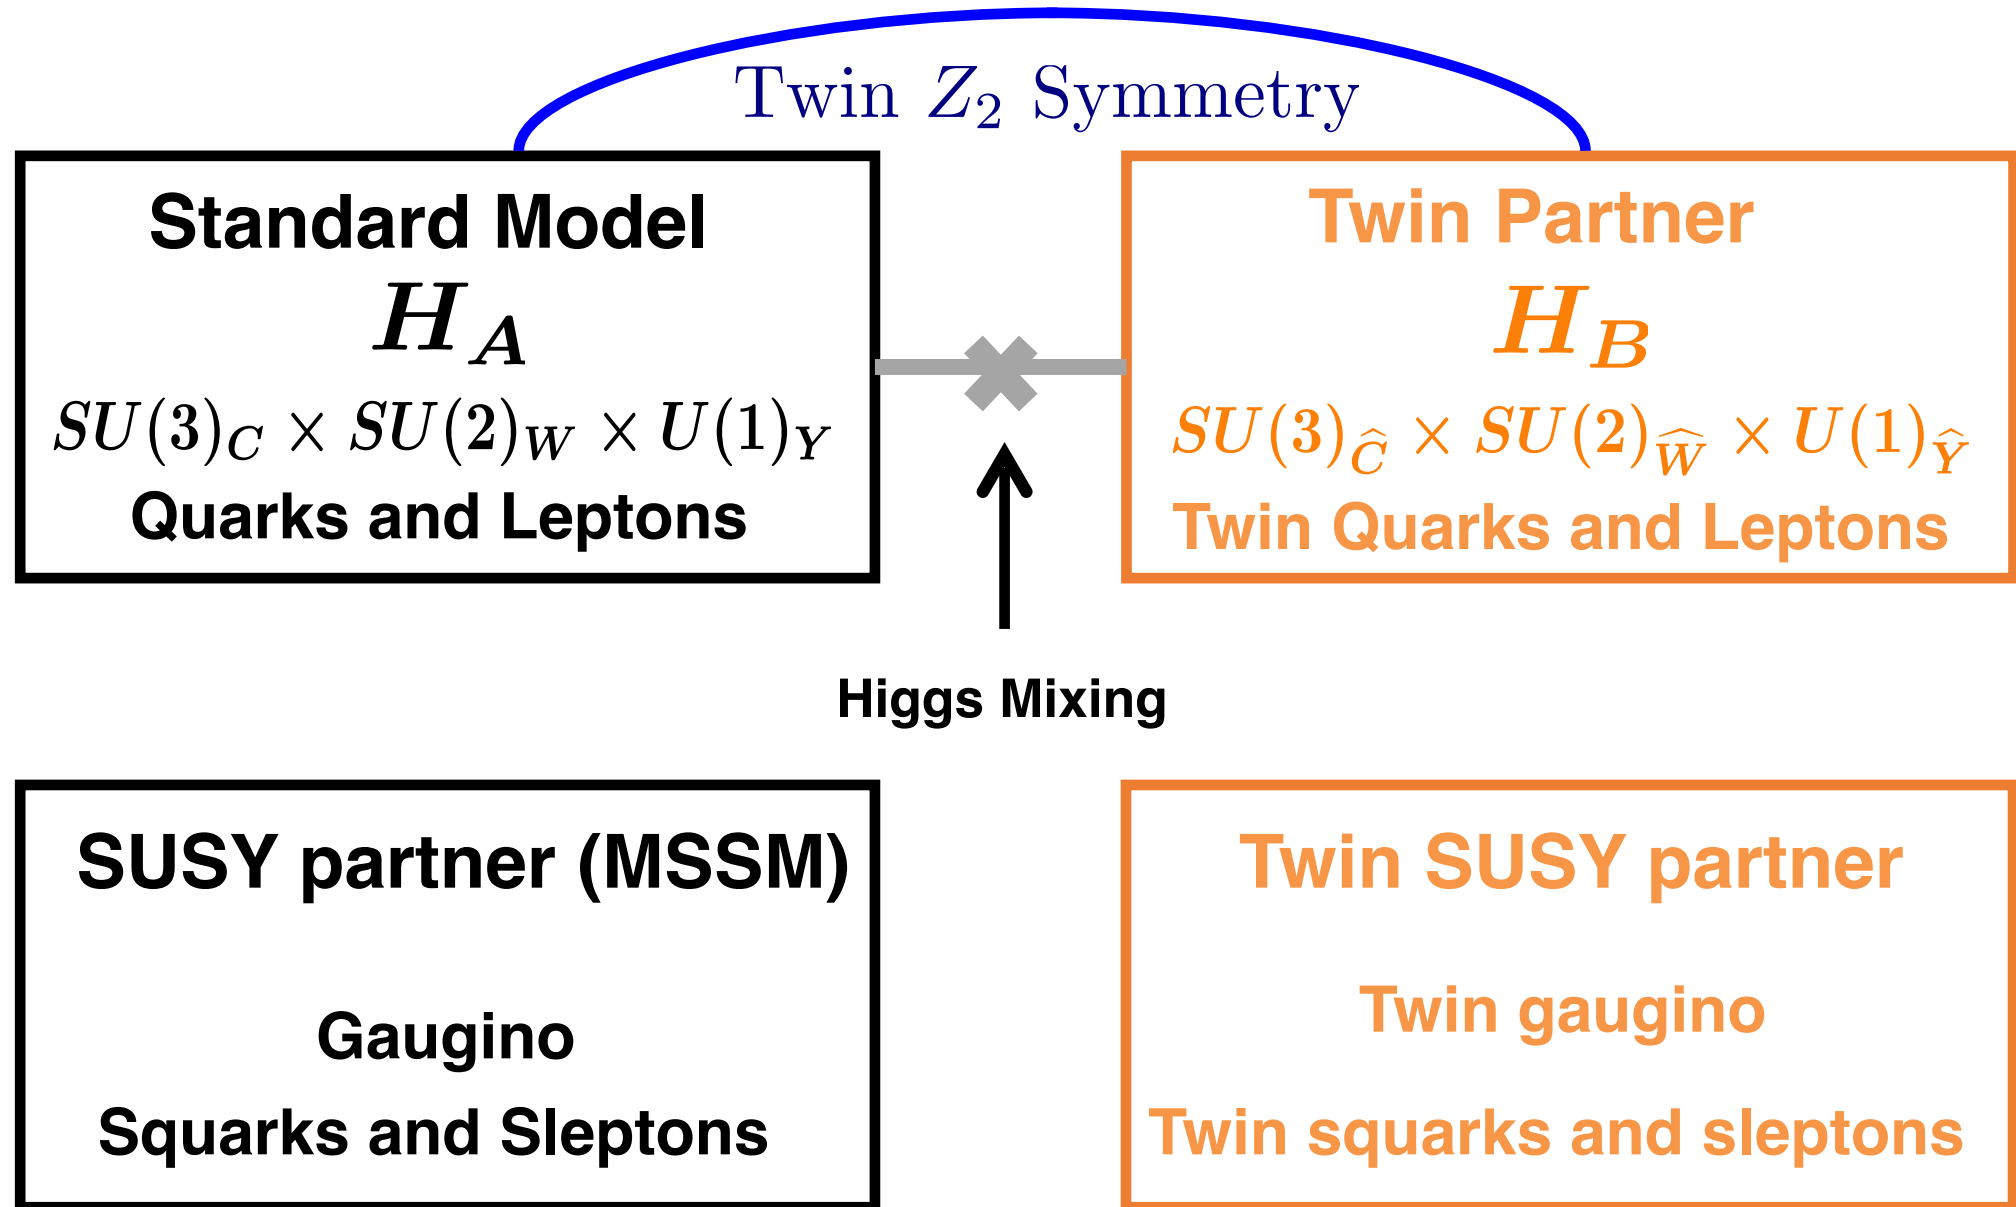 Twin Z₂ Symmetry
Standard Model
H_A
SU(3)_C × SU(2)_W × U(1)_Y
Quarks and Leptons
Twin Partner
H_B
SU(3)_Ĉ × SU(2)_Ŵ × U(1)_Ŷ
Twin Quarks and Leptons
Higgs Mixing
SUSY partner (MSSM)
Gaugino
Squarks and Sleptons
Twin SUSY partner
Twin gaugino
Twin squarks and sleptons